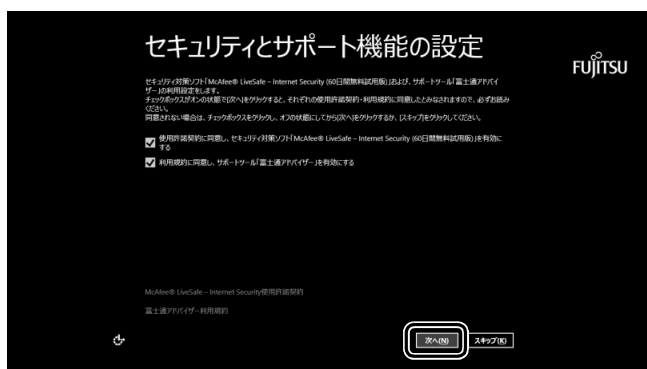 セキュリティとサポート機能の設定
FUJITSU
セキュリティ対策ソフト「McAfee® LiveSafe – Internet Security (60日間無料試用版)」および、サポートツール「富士通アドバイ
ザー」の利用設定をします。
チェックボックスがオンの状態で[次へ]をクリックすると、それぞれの使用許諾契約・利用規約に同意したとみなされますので、必ずお読み
ください。
同意されない場合は、チェックボックスをクリックし、オフの状態にしてから[次へ]をクリックするか、[スキップ]をクリックしてください。
使用許諾契約に同意し、セキュリティ対策ソフト「McAfee® LiveSafe – Internet Security (60日間無料試用版)」を有効に
する
利用規約に同意し、サポートツール「富士通アドバイザー」を有効にする
McAfee® LiveSafe – Internet Security使用許諾契約
富士通アドバイザー利用規約
次へ(N)
スキップ(K)